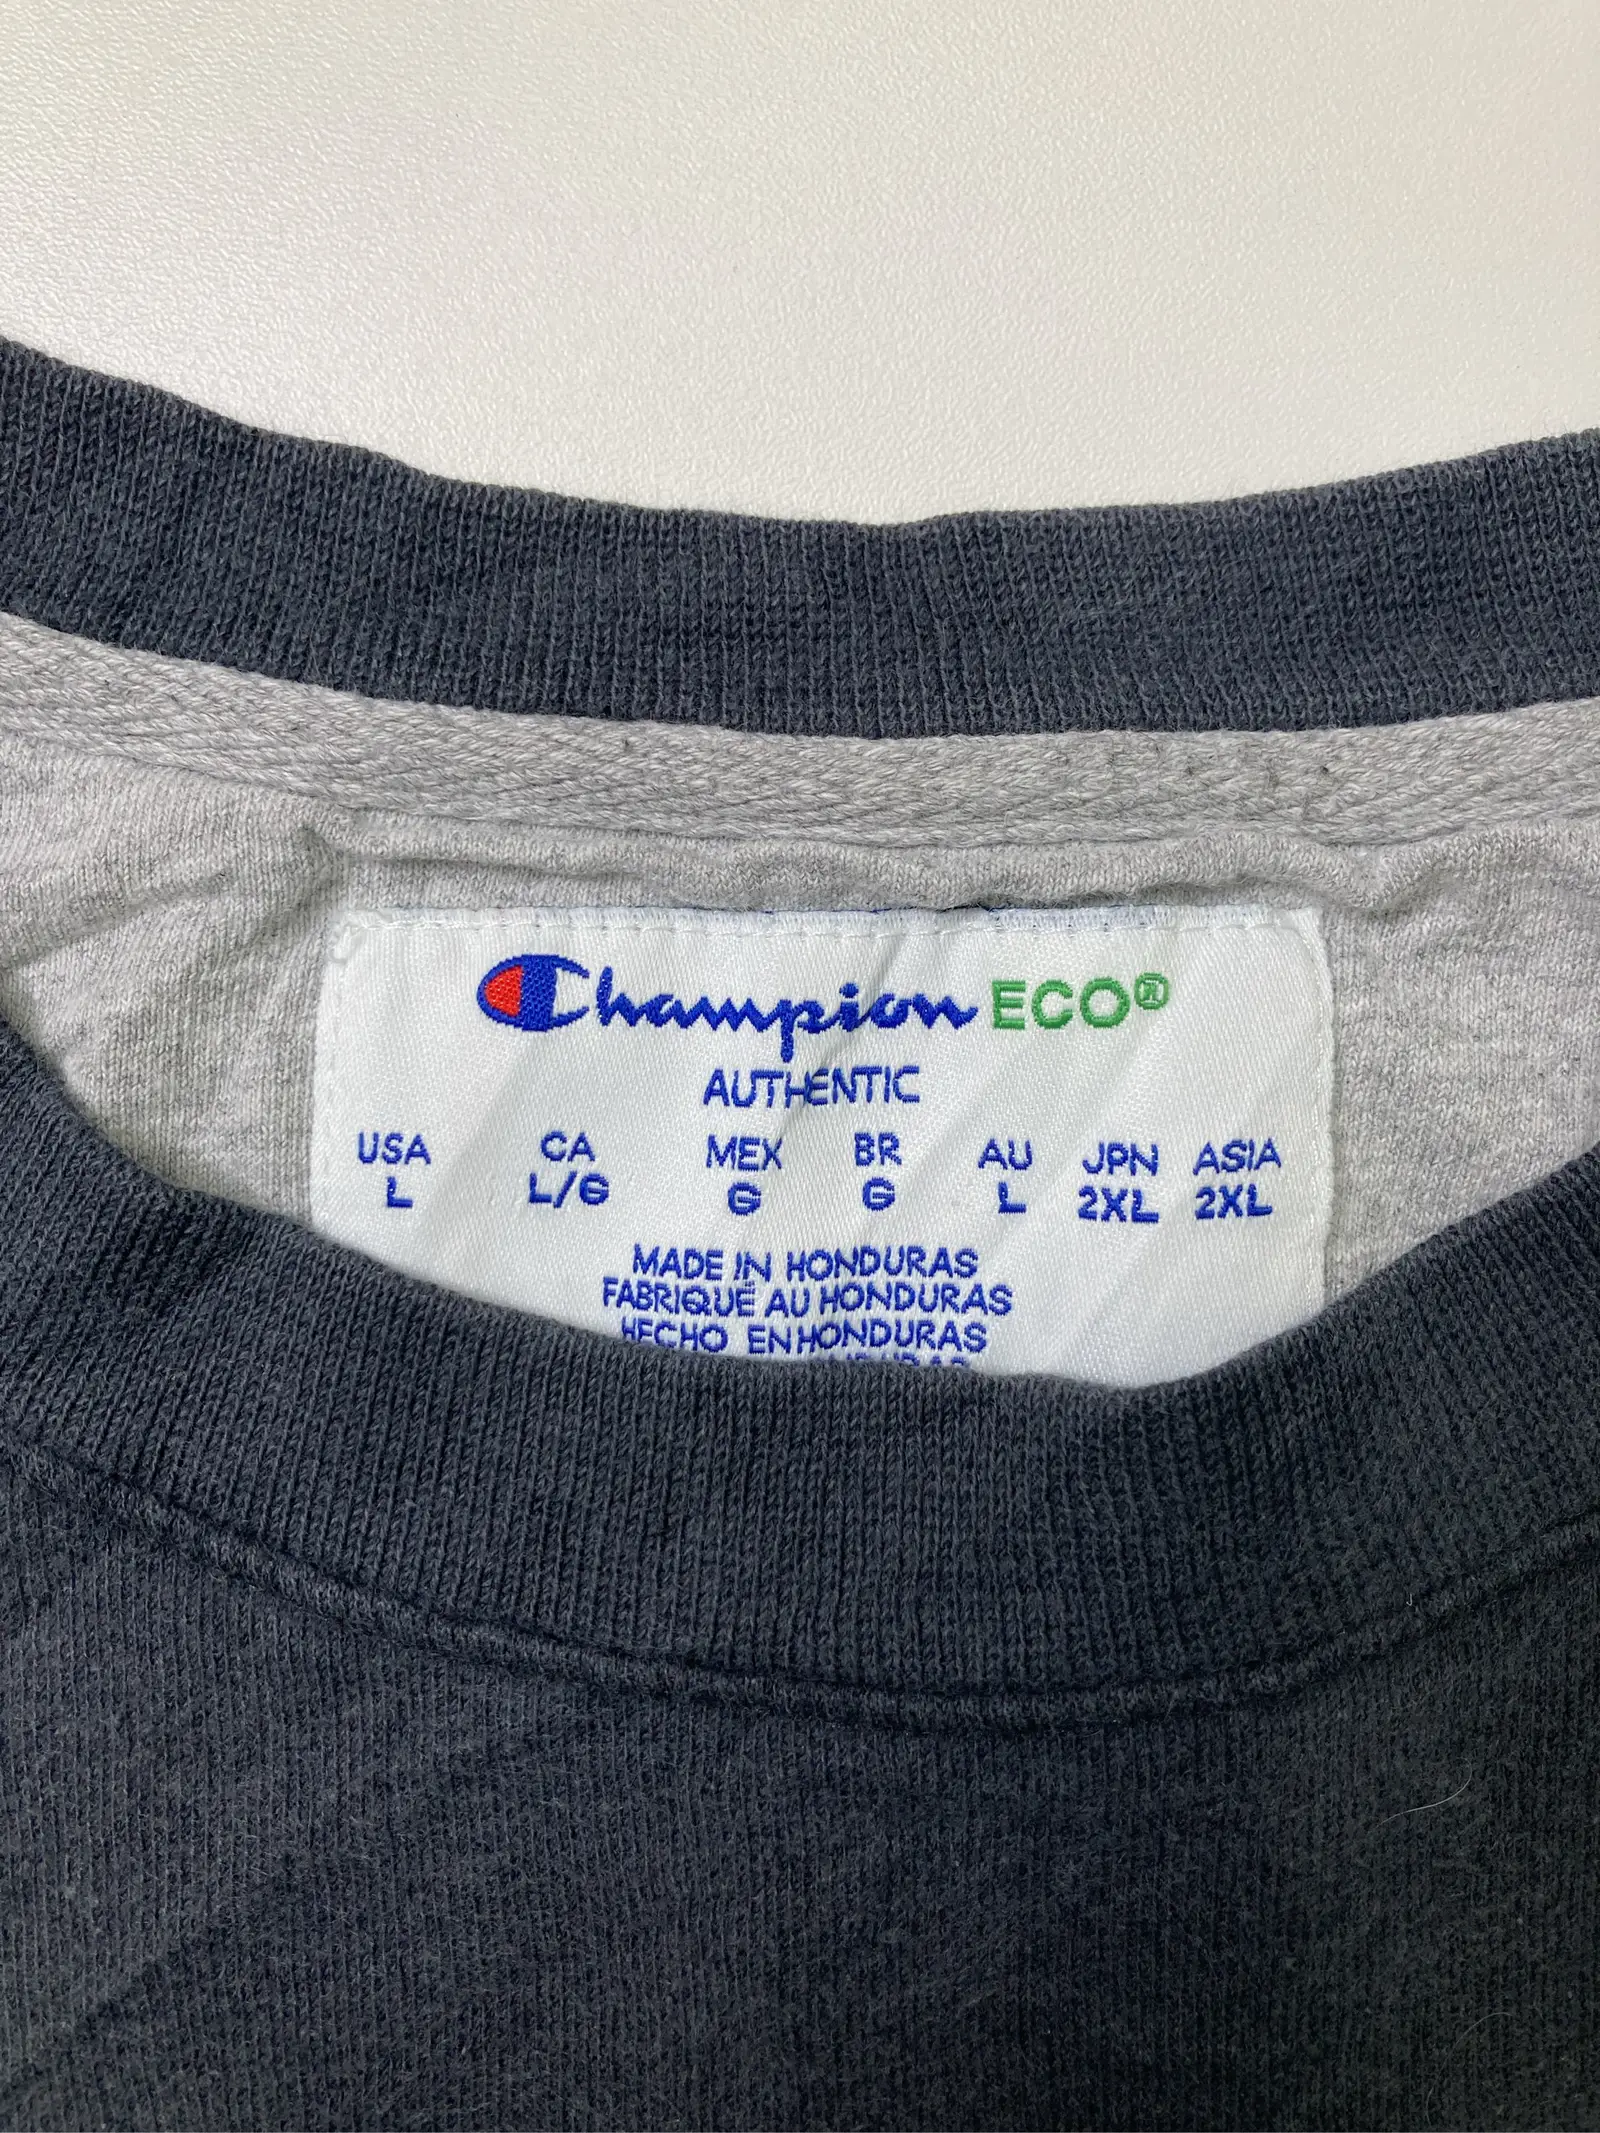 Champion ECO®
AUTHENTIC
USA CA MEX BR AU JPN ASIA
L L/G G G L 2XL 2XL
MADE IN HONDURAS
FABRIQUÉ AU HONDURAS
HECHO EN HONDURAS